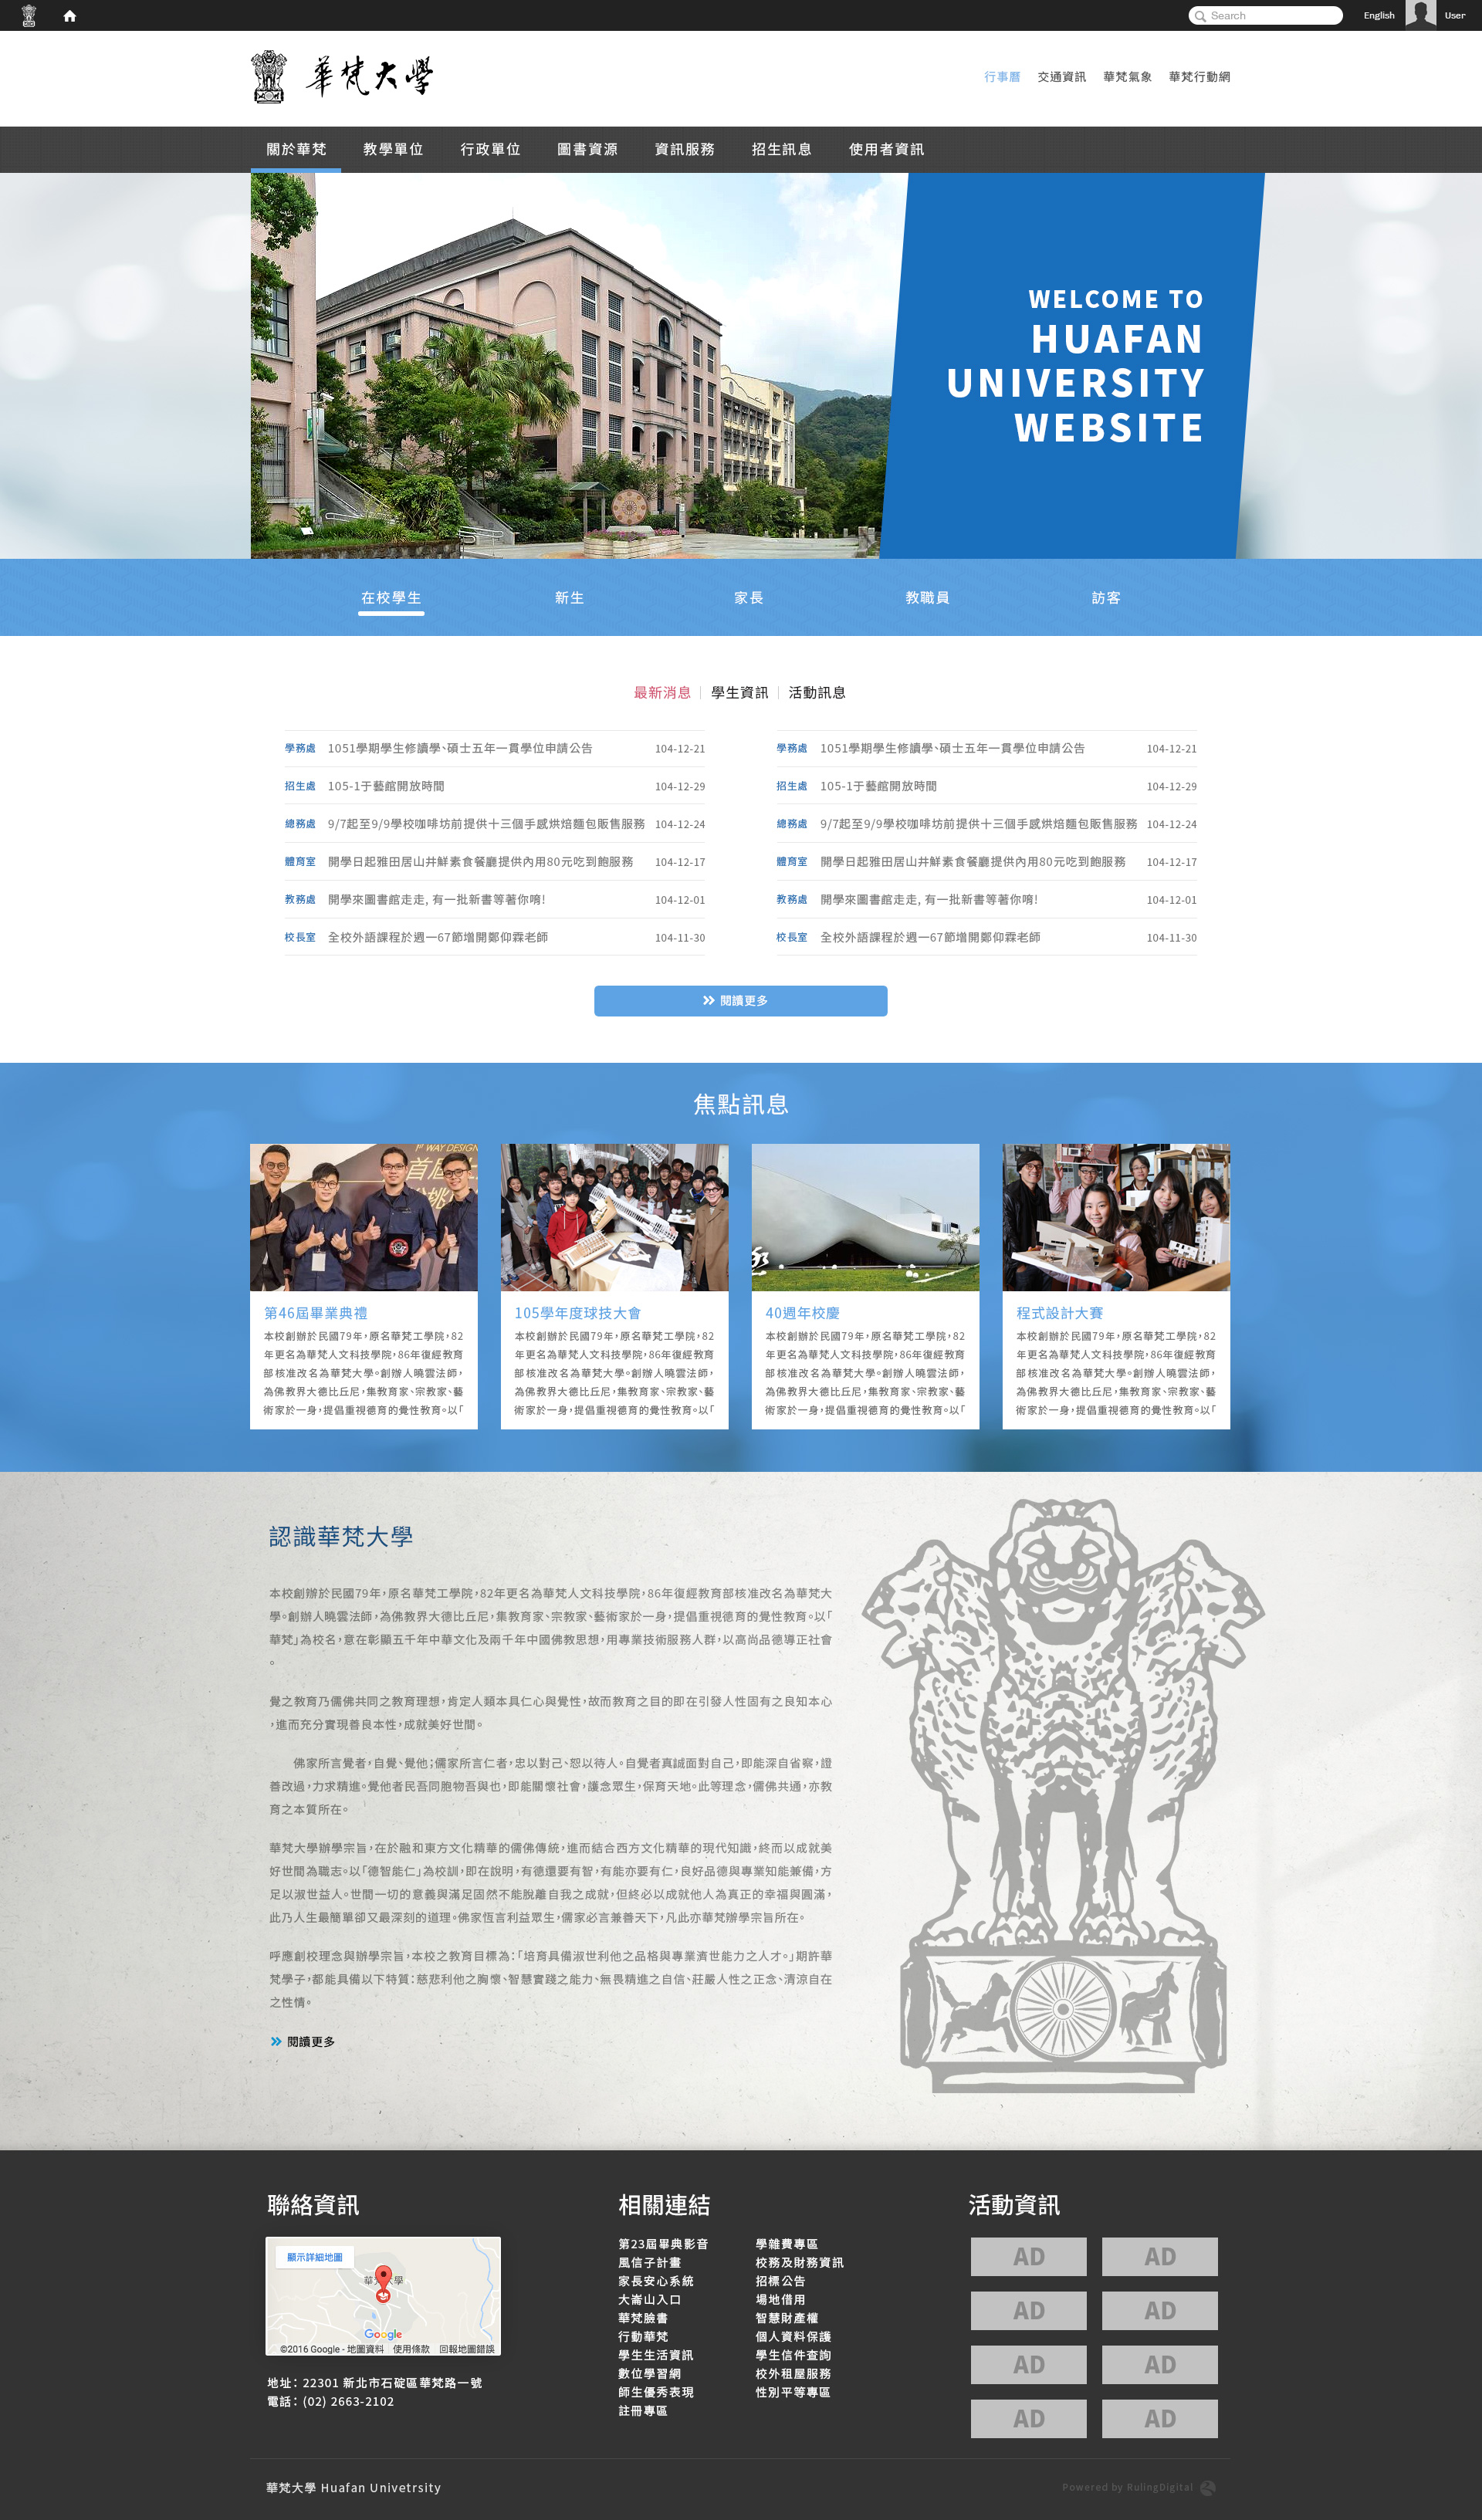 Search
English
User
華梵大學
行事曆 交通資訊 華梵氣象 華梵行動網
關於華梵 教學單位 行政單位 圖書資源 資訊服務 招生訊息 使用者資訊
WELCOME TO
HUAFAN
UNIVERSITY
WEBSITE
在校學生 新生 家長 教職員 訪客
最新消息 學生資訊 活動訊息
學務處 1051學期學生修讀學、碩士五年一貫學位申請公告 104-12-21
招生處 105-1于藝館開放時間 104-12-29
總務處 9/7起至9/9學校咖啡坊前提供十三個手感烘焙麵包販售服務 104-12-24
體育室 開學日起雅田居山井鮮素食餐廳提供內用80元吃到飽服務 104-12-17
教務處 開學來圖書館走走, 有一批新書等著你唷! 104-12-01
校長室 全校外語課程於週一67節增開鄭仰霖老師 104-11-30
學務處 1051學期學生修讀學、碩士五年一貫學位申請公告 104-12-21
招生處 105-1于藝館開放時間 104-12-29
總務處 9/7起至9/9學校咖啡坊前提供十三個手感烘焙麵包販售服務 104-12-24
體育室 開學日起雅田居山井鮮素食餐廳提供內用80元吃到飽服務 104-12-17
教務處 開學來圖書館走走, 有一批新書等著你唷! 104-12-01
校長室 全校外語課程於週一67節增開鄭仰霖老師 104-11-30
閱讀更多
焦點訊息
WAY DESIGN
第46屆畢業典禮
本校創辦於民國79年，原名華梵工學院，82
年更名為華梵人文科技學院，86年復經教育
部核准改名為華梵大學。創辦人曉雲法師，
為佛教界大德比丘尼，集教育家、宗教家、藝
術家於一身，提倡重視德育的覺性教育。以「
105學年度球技大會
本校創辦於民國79年，原名華梵工學院，82
年更名為華梵人文科技學院，86年復經教育
部核准改名為華梵大學。創辦人曉雲法師，
為佛教界大德比丘尼，集教育家、宗教家、藝
術家於一身，提倡重視德育的覺性教育。以「
40週年校慶
本校創辦於民國79年，原名華梵工學院，82
年更名為華梵人文科技學院，86年復經教育
部核准改名為華梵大學。創辦人曉雲法師，
為佛教界大德比丘尼，集教育家、宗教家、藝
術家於一身，提倡重視德育的覺性教育。以「
程式設計大賽
本校創辦於民國79年，原名華梵工學院，82
年更名為華梵人文科技學院，86年復經教育
部核准改名為華梵大學。創辦人曉雲法師，
為佛教界大德比丘尼，集教育家、宗教家、藝
術家於一身，提倡重視德育的覺性教育。以「
認識華梵大學
本校創辦於民國79年，原名華梵工學院，82年更名為華梵人文科技學院，86年復經教育部核准改名為華梵大
學。創辦人曉雲法師，為佛教界大德比丘尼，集教育家、宗教家、藝術家於一身，提倡重視德育的覺性教育。以「
華梵」為校名，意在彰顯五千年中華文化及兩千年中國佛教思想，用專業技術服務人群，以高尚品德導正社會
。
覺之教育乃儒佛共同之教育理想，肯定人類本具仁心與覺性，故而教育之目的即在引發人性固有之良知本心
，進而充分實現善良本性，成就美好世間。
佛家所言覺者，自覺、覺他；儒家所言仁者，忠以對己、恕以待人。自覺者真誠面對自己，即能深自省察，證
善改過，力求精進。覺他者民吾同胞物吾與也，即能關懷社會，護念眾生，保育天地。此等理念，儒佛共通，亦教
育之本質所在。
華梵大學辦學宗旨，在於融和東方文化精華的儒佛傳統，進而結合西方文化精華的現代知識，終而以成就美
好世間為職志。以「德智能仁」為校訓，即在說明，有德還要有智，有能亦要有仁，良好品德與專業知能兼備，方
足以淑世益人。世間一切的意義與滿足固然不能脫離自我之成就，但終必以成就他人為真正的幸福與圓滿，
此乃人生最簡單卻又最深刻的道理。佛家恆言利益眾生，儒家必言兼善天下，凡此亦華梵辦學宗旨所在。
呼應創校理念與辦學宗旨，本校之教育目標為：「培育具備淑世利他之品格與專業濟世能力之人才。」期許華
梵學子，都能具備以下特質：慈悲利他之胸懷、智慧實踐之能力、無畏精進之自信、莊嚴人性之正念、清涼自在
之性情。
閱讀更多
聯絡資訊
顯示詳細地圖
Google
©2016 Google - 地圖資料 使用條款 回報地圖錯誤
地址： 22301 新北市石碇區華梵路一號
電話： (02) 2663-2102
相關連結
第23屆畢典影音
風信子計畫
家長安心系統
大崙山入口
華梵臉書
行動華梵
學生生活資訊
數位學習網
師生優秀表現
註冊專區
學雜費專區
校務及財務資訊
招標公告
場地借用
智慧財產權
個人資料保護
學生信件查詢
校外租屋服務
性別平等專區
活動資訊
AD AD
AD AD
AD AD
AD AD
華梵大學 Huafan Univetrsity
Powered by RulingDigital